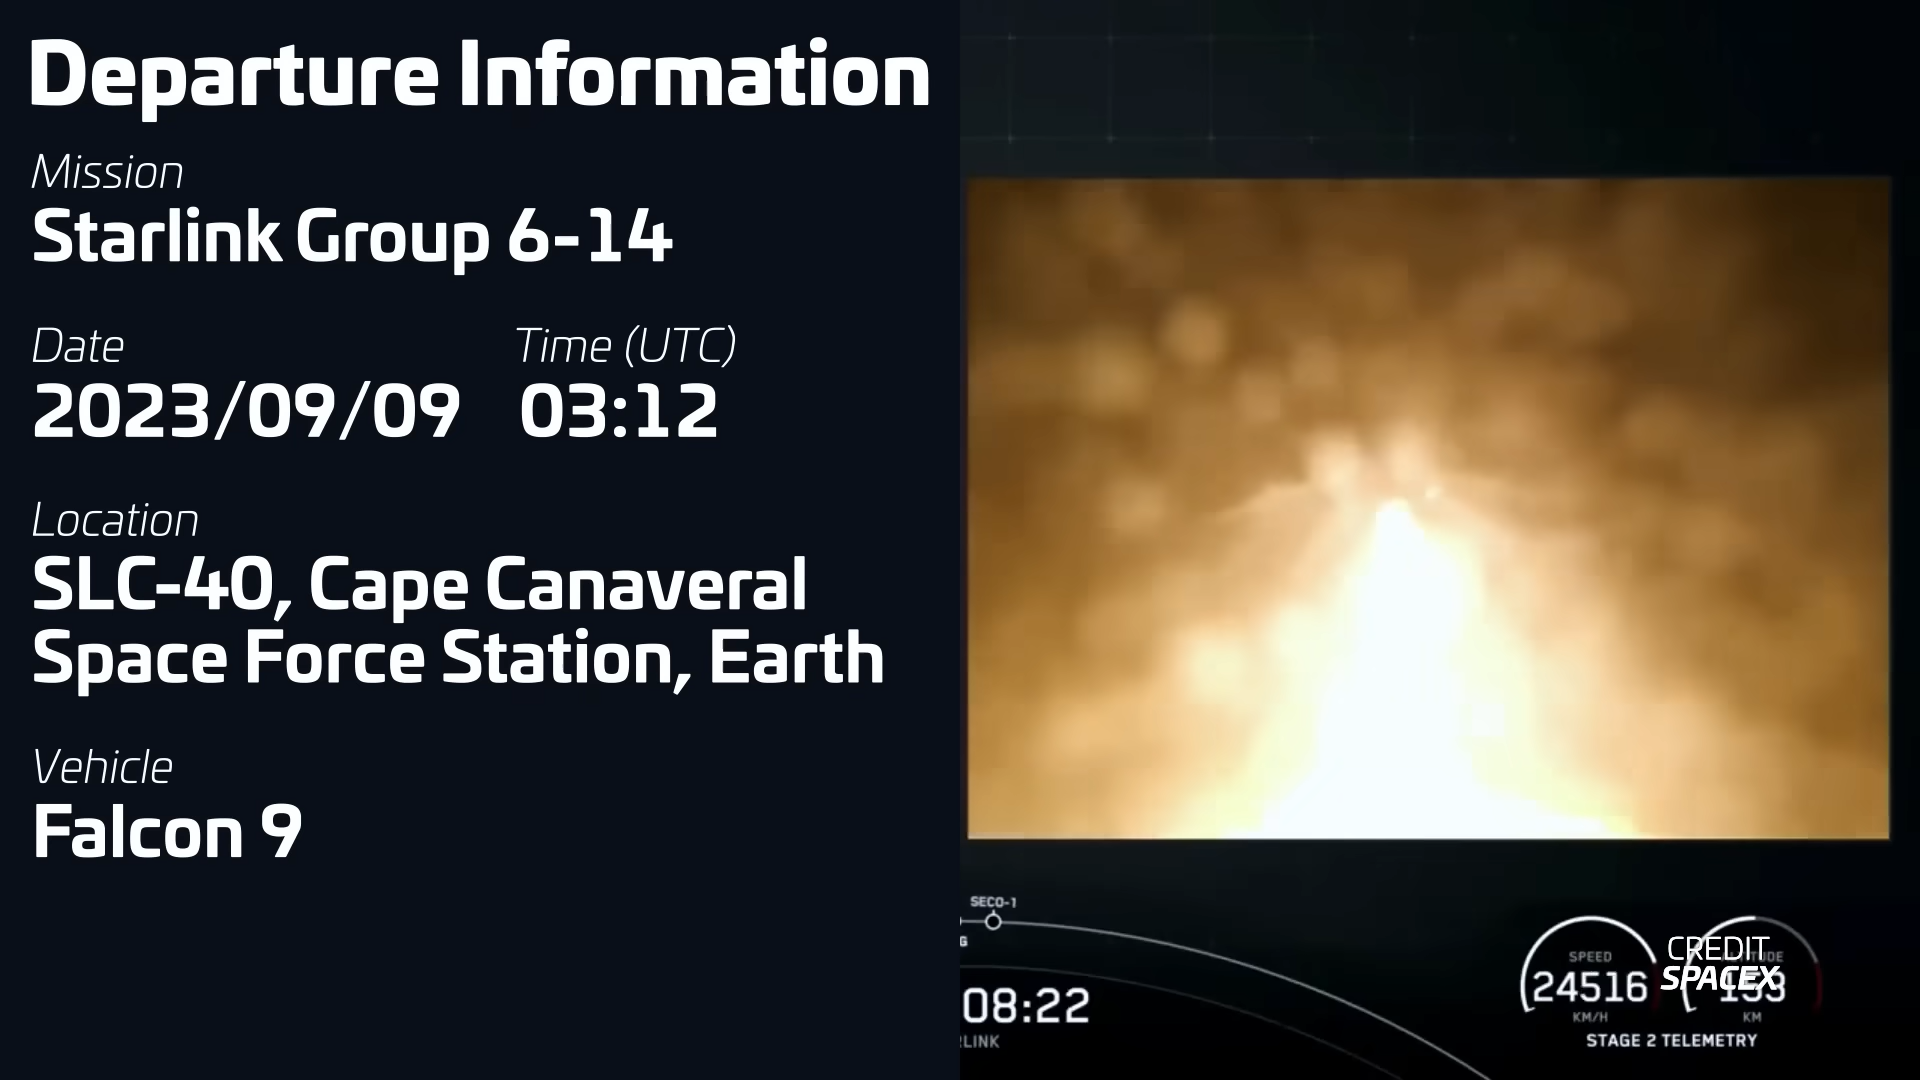 Departure Information
Mission
Starlink Group 6-14
Date
Time (UTC)
2023/09/09
03:12
Location
SLC-40, Cape Canaveral
Space Force Station, Earth
Vehicle
Falcon 9
SECO-1
G
08:22
RLINK
SPEED
24516
KM/H
CREDIT
SPACEX
153
KM
STAGE 2 TELEMETRY